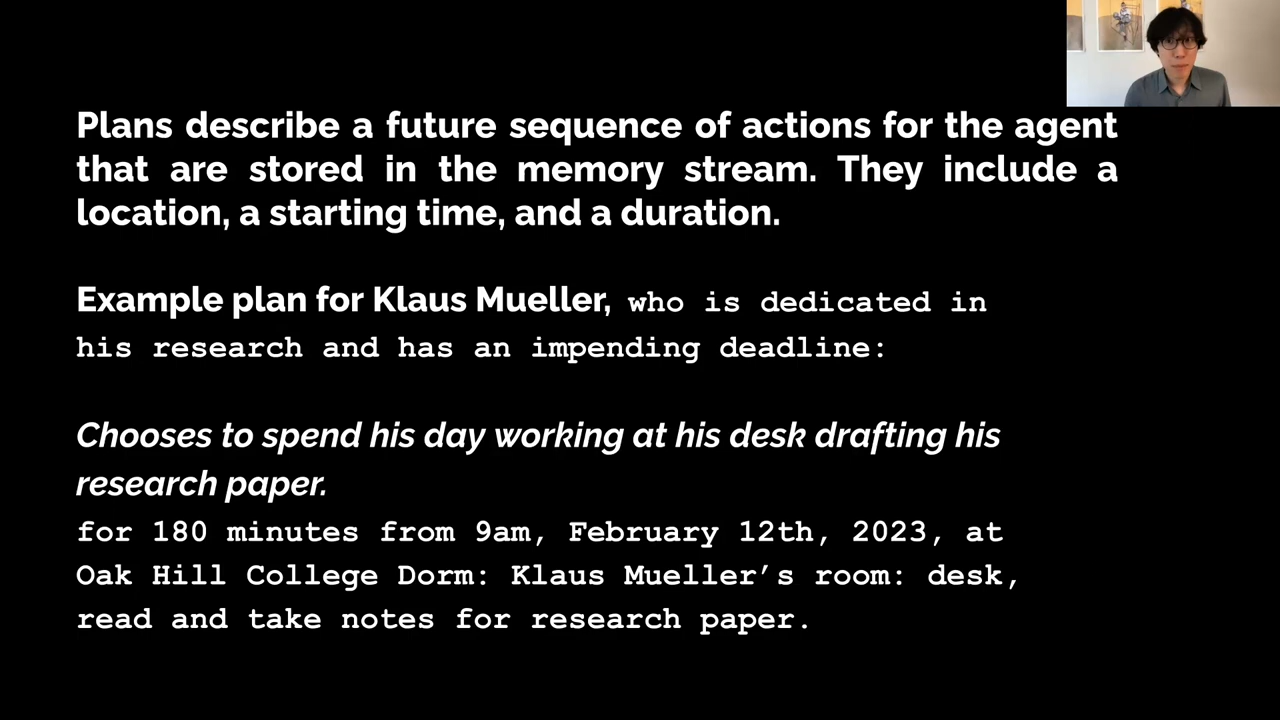 Plans describe a future sequence of actions for the agent
that are stored in the memory stream. They include a
location, a starting time, and a duration.
Example plan for Klaus Mueller, who is dedicated in
his research and has an impending deadline:
Chooses to spend his day working at his desk drafting his
research paper.
for 180 minutes from 9am, February 12th, 2023, at
Oak Hill College Dorm: Klaus Mueller’s room: desk,
read and take notes for research paper.